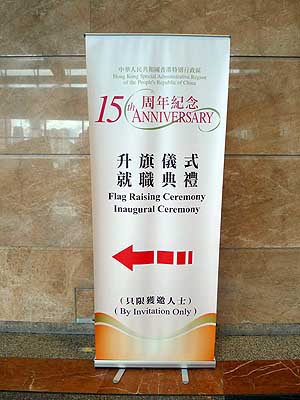 中華人民共和國香港特別行政區
Hong Kong Special Administrative Region
of the People's Republic of China
15th 周年紀念
ANNIVERSARY
升旗儀式
就職典禮
Flag Raising Ceremony
Inaugural Ceremony
(只限獲邀人士)
(By Invitation Only)